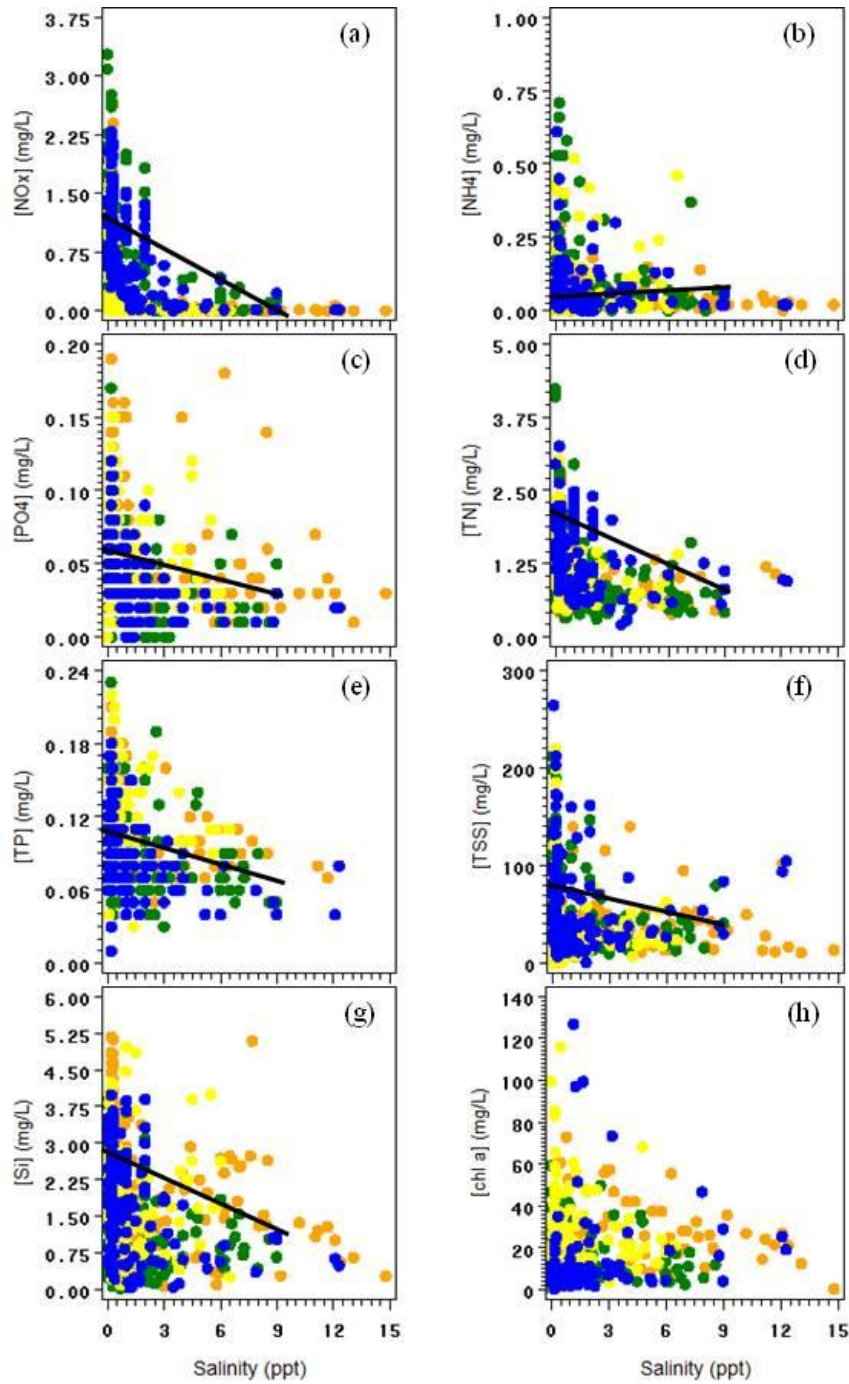 (a)
[NOx] (mg/L)
3.75
3.00
2.25
1.50
0.75
0.00
(b)
[NH4] (mg/L)
1.00
0.75
0.50
0.25
0.00
(c)
[PO4] (mg/L)
0.20
0.15
0.10
0.05
0.00
(d)
[TN] (mg/L)
5.00
3.75
2.50
1.25
0.00
(e)
[TP] (mg/L)
0.24
0.18
0.12
0.06
0.00
(f)
[TSS] (mg/L)
300
200
100
0
(g)
[Si] (mg/L)
6.00
5.25
4.50
3.75
3.00
2.25
1.50
0.75
0.00
0 3 6 9 12 15
Salinity (ppt)
(h)
[chl a] (mg/L)
140
120
100
80
60
40
20
0
0 3 6 9 12 15
Salinity (ppt)